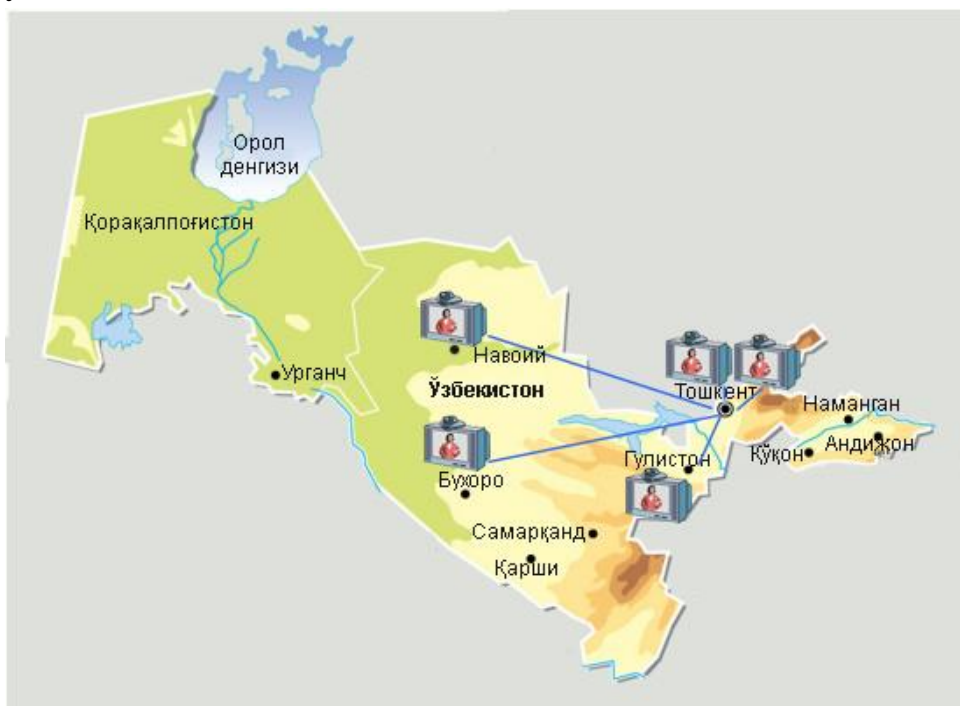 Орол
денгизи
Қорақалпоғистон
Навоий
Урганч
Ўзбекистон
Тошкент
Наманган
Андижон
Қўқон
Гулистон
Бухоро
Самарқанд
Қарши